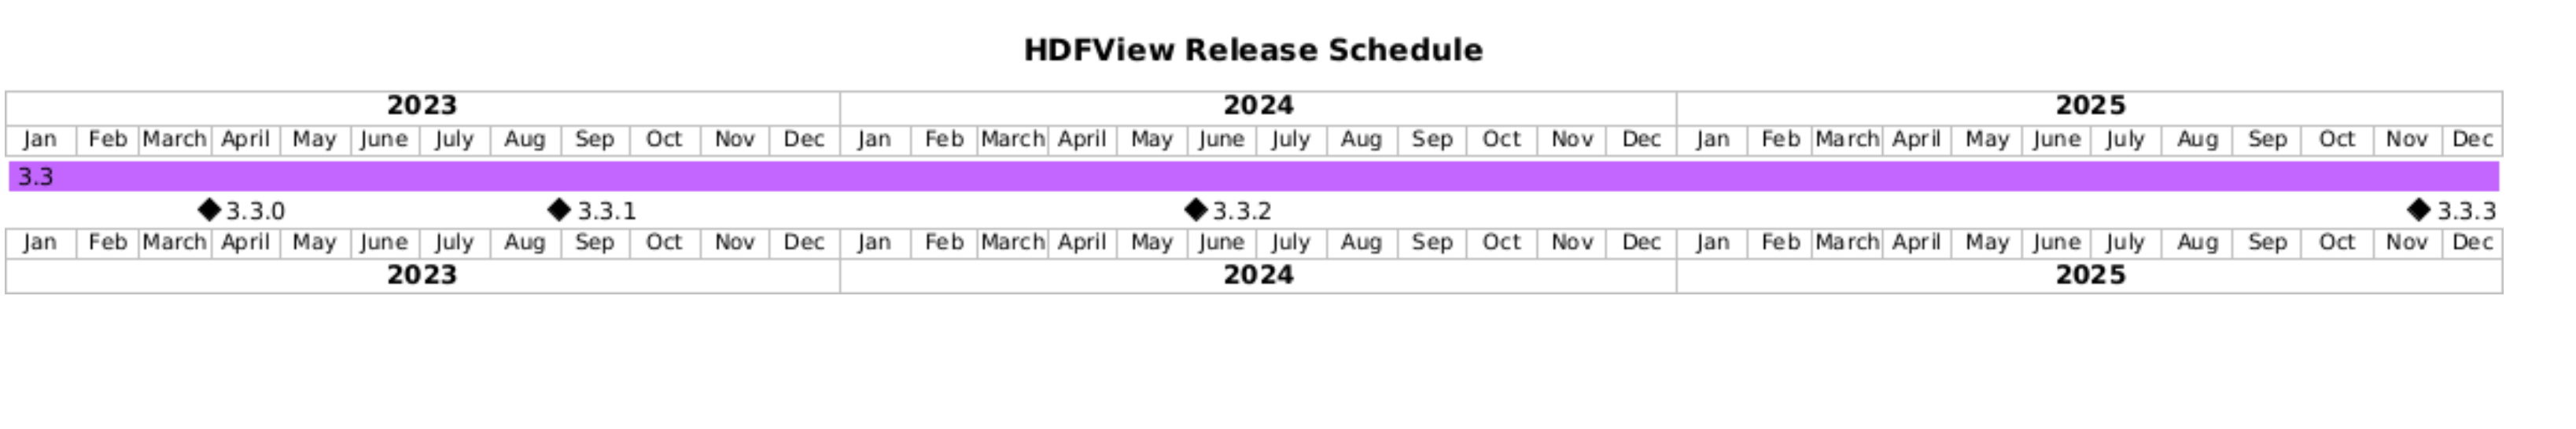 HDFView Release Schedule
2023 2024 2025
Jan Feb March April May June July Aug Sep Oct Nov Dec Jan Feb March April May June July Aug Sep Oct Nov Dec Jan Feb March April May June July Aug Sep Oct Nov Dec
3.3
3.3.0 3.3.1 3.3.2 3.3.3
Jan Feb March April May June July Aug Sep Oct Nov Dec Jan Feb March April May June July Aug Sep Oct Nov Dec Jan Feb March April May June July Aug Sep Oct Nov Dec
2023 2024 2025